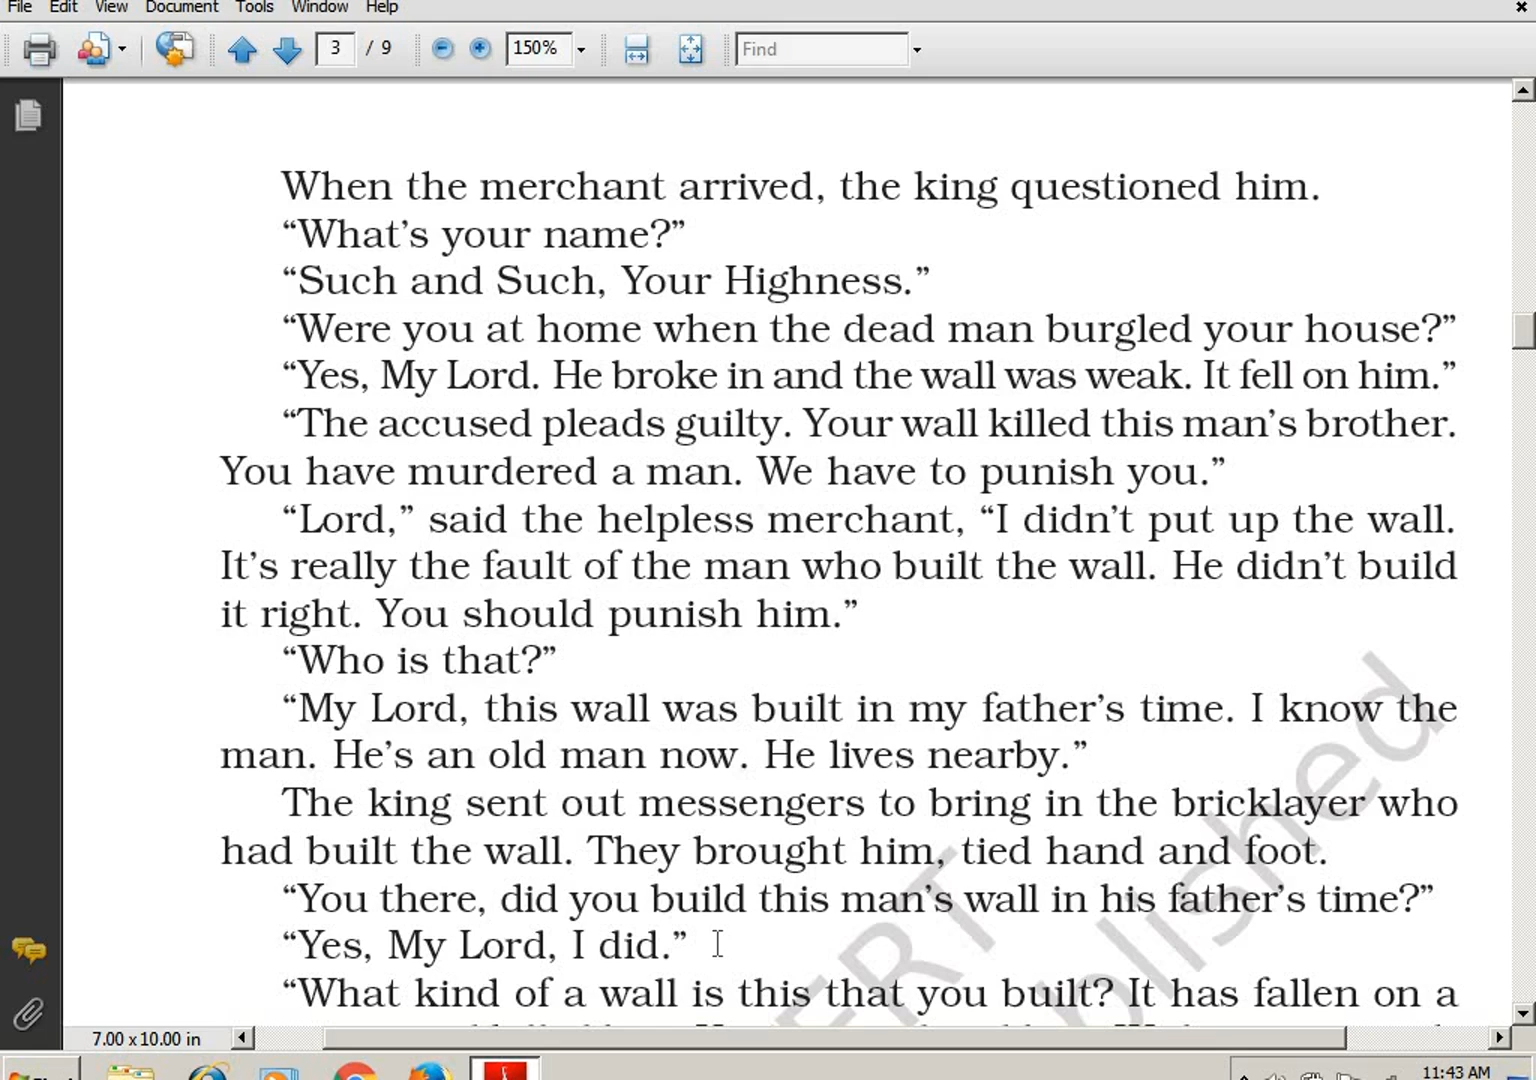 File Edit View Document Tools Window Help
3 / 9 150% Find
When the merchant arrived, the king questioned him.
“What’s your name?”
“Such and Such, Your Highness.”
“Were you at home when the dead man burgled your house?”
“Yes, My Lord. He broke in and the wall was weak. It fell on him.”
“The accused pleads guilty. Your wall killed this man’s brother.
You have murdered a man. We have to punish you.”
“Lord,” said the helpless merchant, “I didn’t put up the wall.
It’s really the fault of the man who built the wall. He didn’t build
it right. You should punish him.”
“Who is that?”
“My Lord, this wall was built in my father’s time. I know the
man. He’s an old man now. He lives nearby.”
The king sent out messengers to bring in the bricklayer who
had built the wall. They brought him, tied hand and foot.
“You there, did you build this man’s wall in his father’s time?”
“Yes, My Lord, I did.”
“What kind of a wall is this that you built? It has fallen on a
7.00 x 10.00 in
11:43 AM